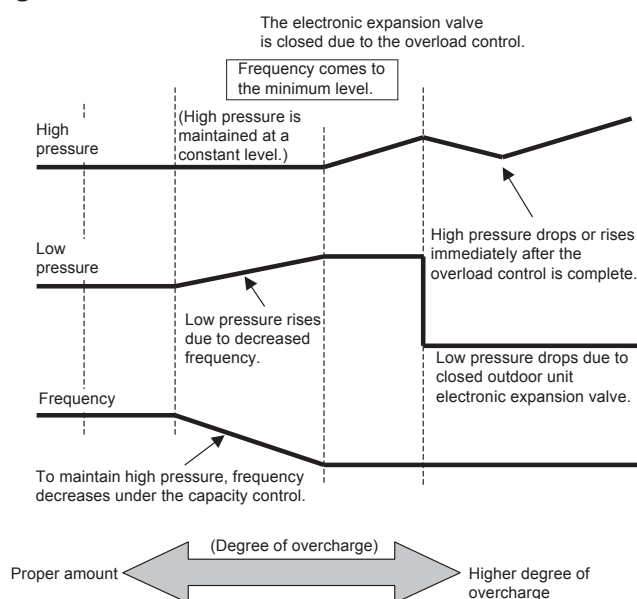 The electronic expansion valve
is closed due to the overload control.
Frequency comes to
the minimum level.
(High pressure is
maintained at a
constant level.)
High
pressure
High pressure drops or rises
immediately after the
overload control is complete.
Low
pressure
Low pressure rises
due to decreased
frequency.
Low pressure drops due to
closed outdoor unit
electronic expansion valve.
Frequency
To maintain high pressure, frequency
decreases under the capacity control.
(Degree of overcharge)
Proper amount
Higher degree of
overcharge